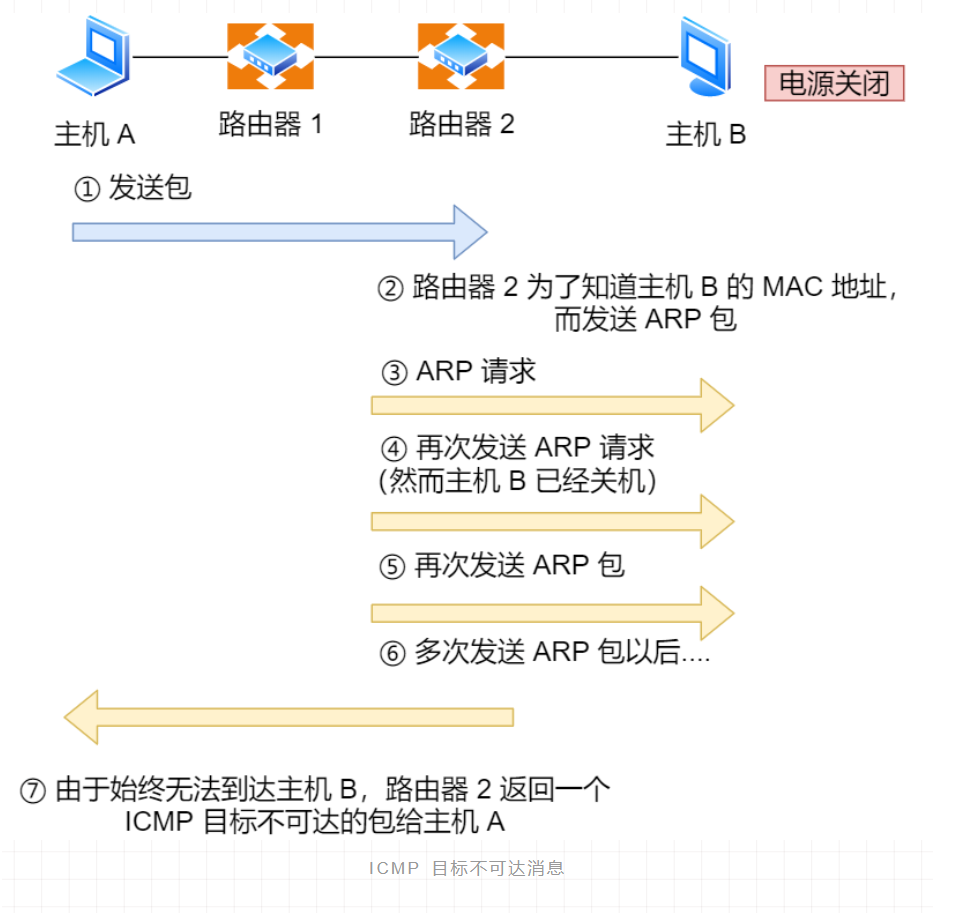 电源关闭
主机 A
路由器 1
路由器 2
主机 B
① 发送包
② 路由器 2 为了知道主机 B 的 MAC 地址，
而发送 ARP 包
③ ARP 请求
④ 再次发送 ARP 请求
（然而主机 B 已经关机）
⑤ 再次发送 ARP 包
⑥ 多次发送 ARP 包以后....
⑦ 由于始终无法到达主机 B，路由器 2 返回一个
ICMP 目标不可达的包给主机 A
ICMP 目标不可达消息